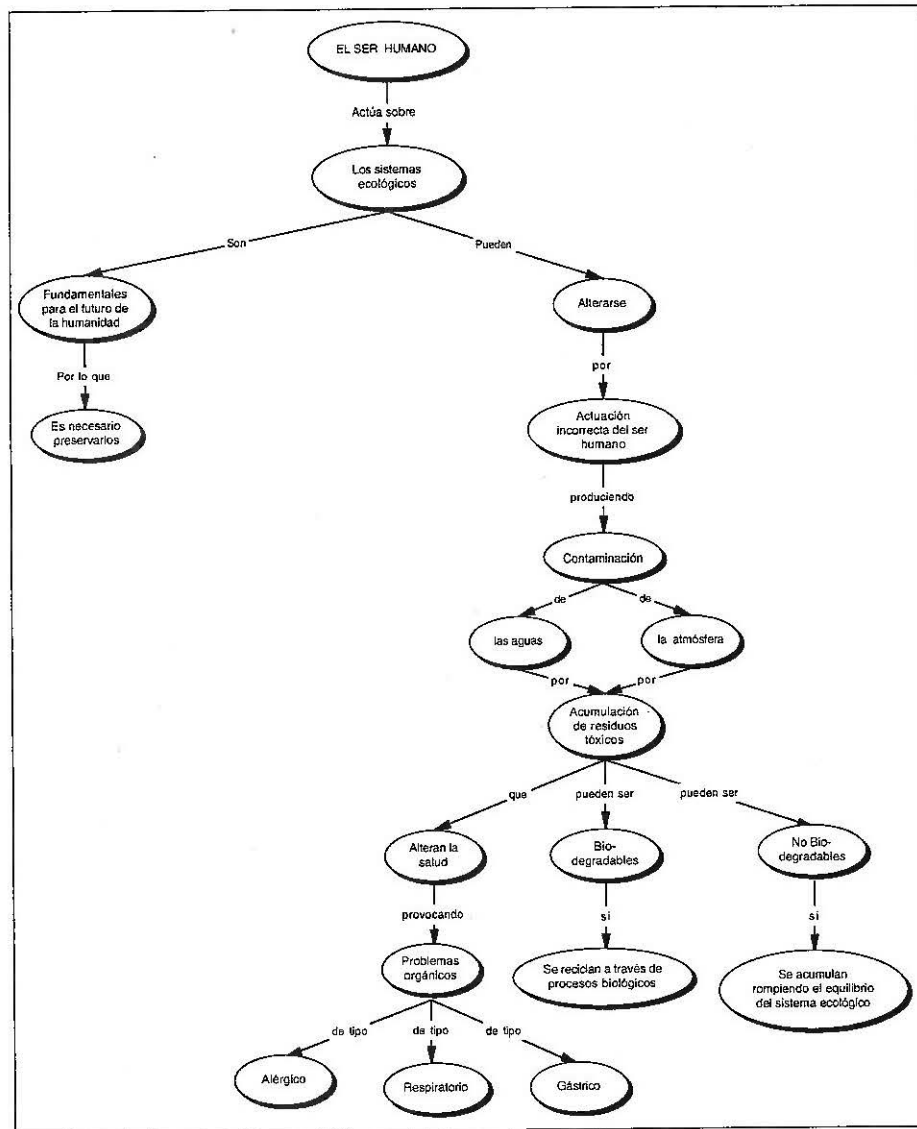 EL SER HUMANO
Actúa sobre
Los sistemas
ecológicos
Son
Pueden
Fundamentales
para el futuro de
la humanidad
Alterarse
Por lo que
por
Es necesario
preservarlos
Actuación
incorrecta del ser
humano
produciendo
Contaminación
de
de
las aguas
la atmósfera
por
por
Acumulación
de residuos
tóxicos
que
pueden ser
pueden ser
Alteran la
salud
Bio-
degradables
No Bio-
degradables
provocando
si
si
Problemas
orgánicos
Se reciclan a través de
procesos biológicos
Se acumulan
rompiendo el equilibrio
del sistema ecológico
de tipo
de tipo
de tipo
Alérgico
Respiratorio
Gástrico